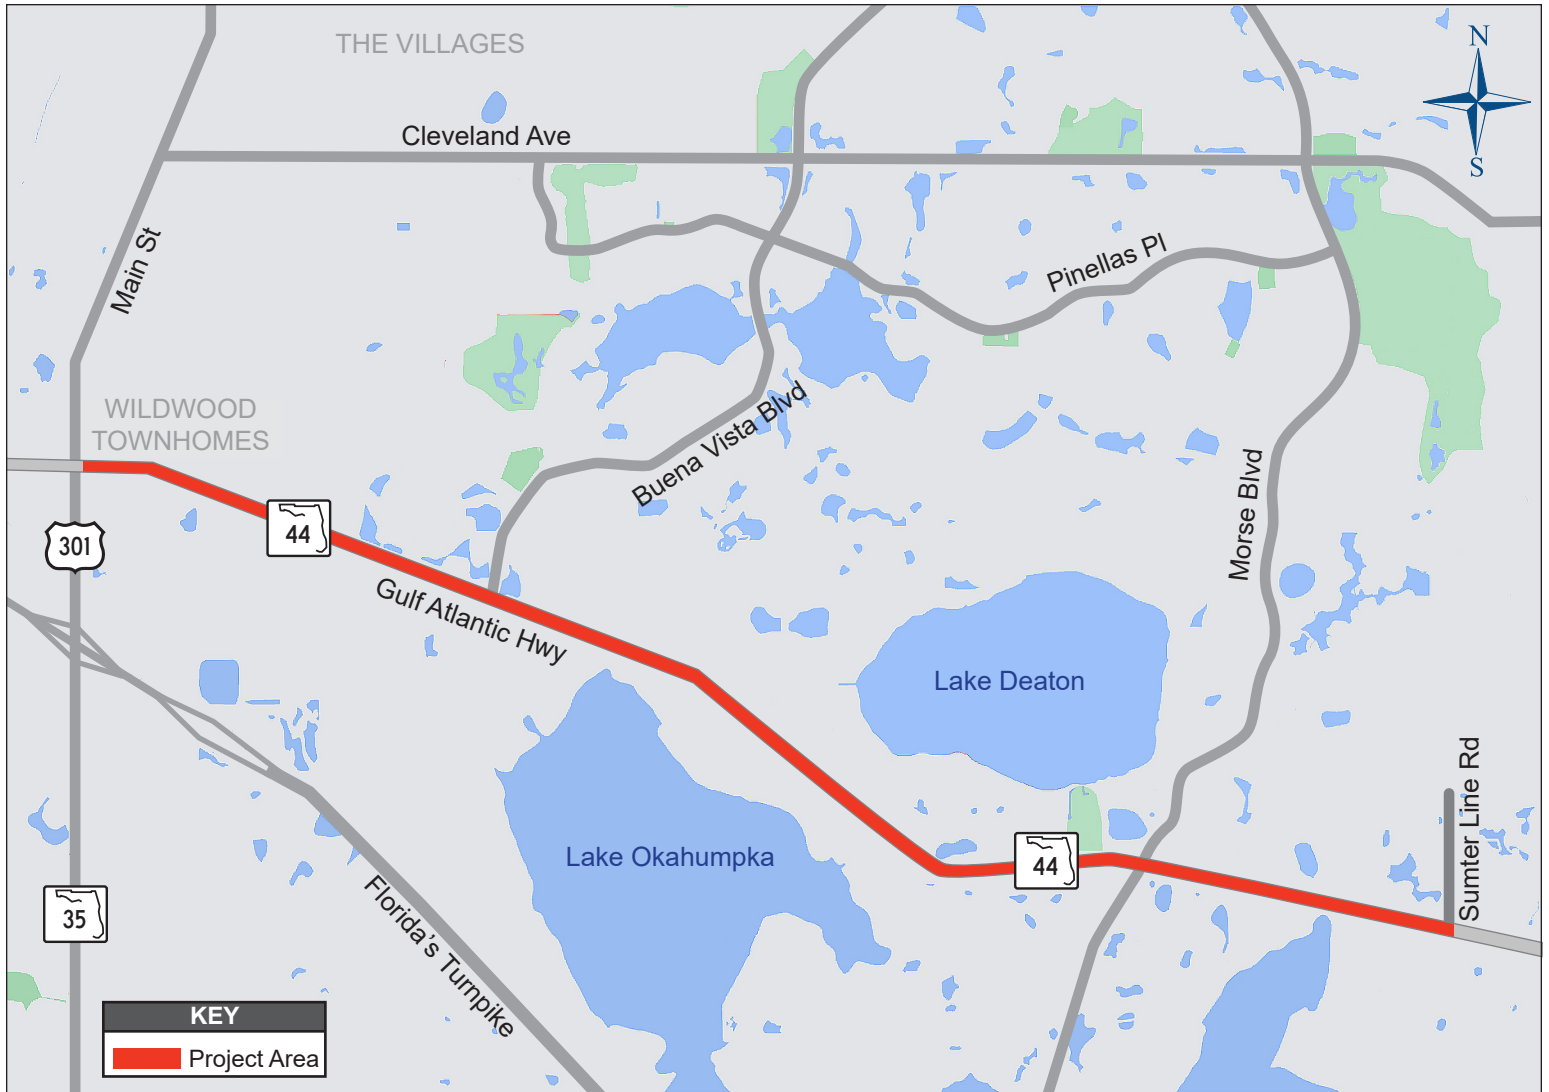 THE VILLAGES
N
S
Cleveland Ave
Main St
Pinellas Pl
WILDWOOD
TOWNHOMES
Buena Vista Blvd
Morse Blvd
44
301
Gulf Atlantic Hwy
Lake Deaton
Sumter Line Rd
Lake Okahumpka
44
35
Florida's Turnpike
KEY
Project Area